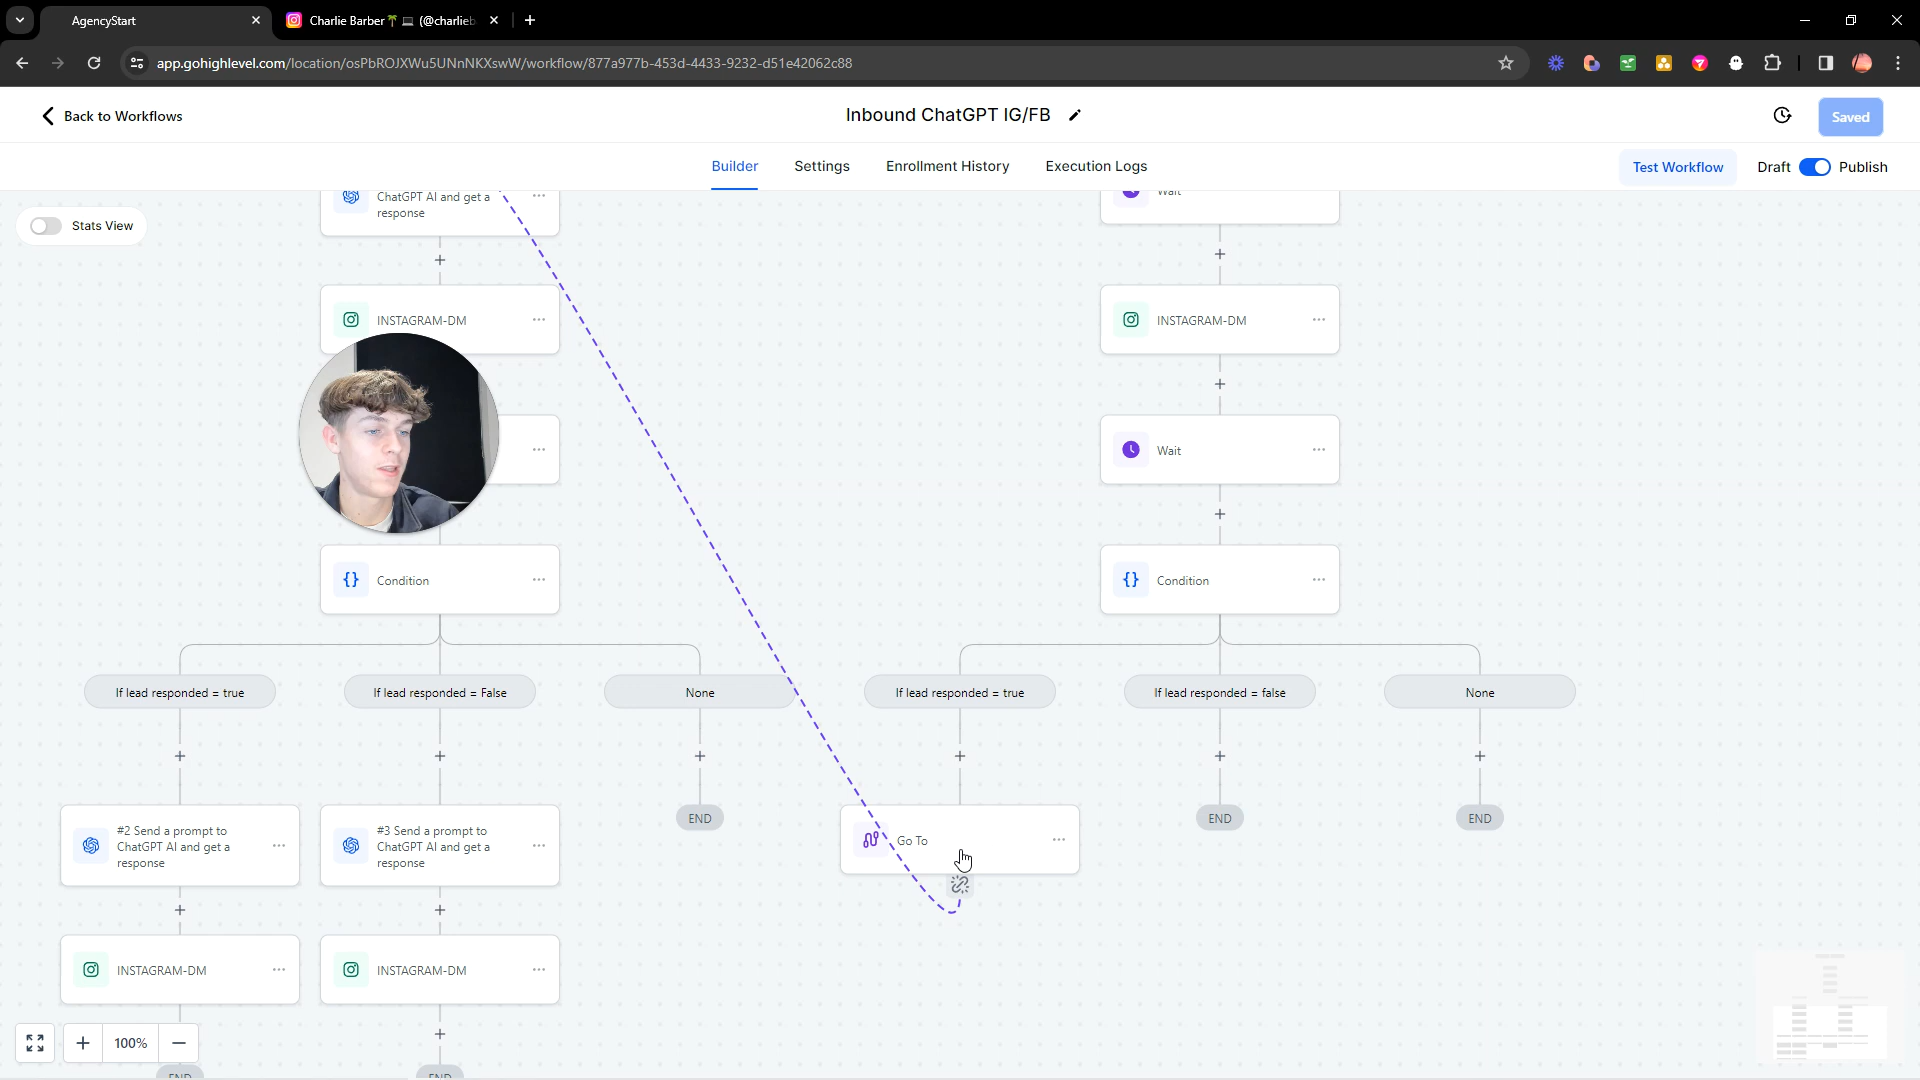 AgencyStart
Charlie Barber🌴💻 (@charlieb
app.gohighlevel.com/location/osPbROJXWu5UNnNKXswW/workflow/877a977b-453d-4433-9232-d51e42062c88
Back to Workflows
Inbound ChatGPT IG/FB
Saved
Builder
Settings
Enrollment History
Execution Logs
Test Workflow
Draft
Publish
Stats View
ChatGPT AI and get a
response
Wait
INSTAGRAM-DM
INSTAGRAM-DM
Wait
Condition
Condition
If lead responded = true
If lead responded = False
None
If lead responded = true
If lead responded = false
None
#2 Send a prompt to
ChatGPT AI and get a
response
#3 Send a prompt to
ChatGPT AI and get a
response
END
Go To
END
END
INSTAGRAM-DM
INSTAGRAM-DM
100%
END
END